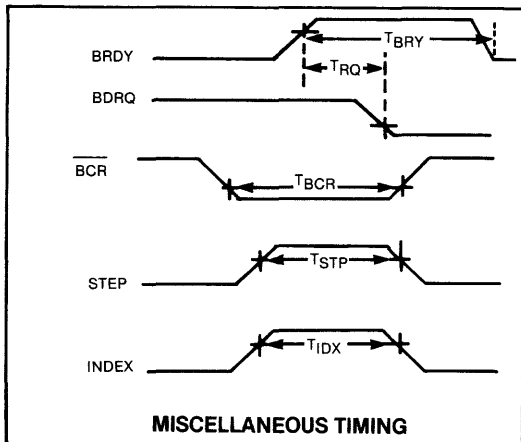 BRDY
TBRY
TRQ
BDRQ
BCR
TBCR
STEP
TSTP
INDEX
TIDX
MISCELLANEOUS TIMING